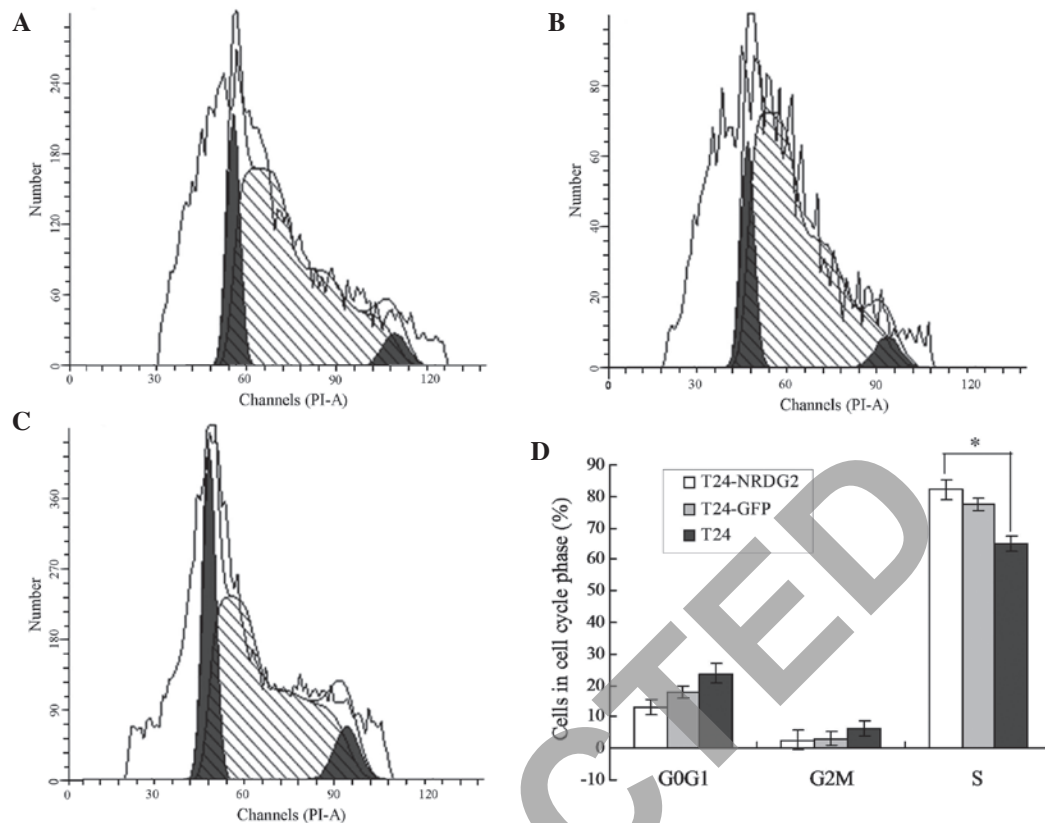 A
Number
240
180
120
60
0
0 30 60 90 120
Channels (PI-A)
B
Number
80
60
40
20
0
0 30 60 90 120
Channels (PI-A)
C
Number
360
270
180
90
0
0 30 60 90 120
Channels (PI-A)
D
Cells in cell cycle phase (%)
90
80
70
60
50
40
30
20
10
0
-10
T24-NRDG2
T24-GFP
T24
*
G0G1 G2M S
CTED